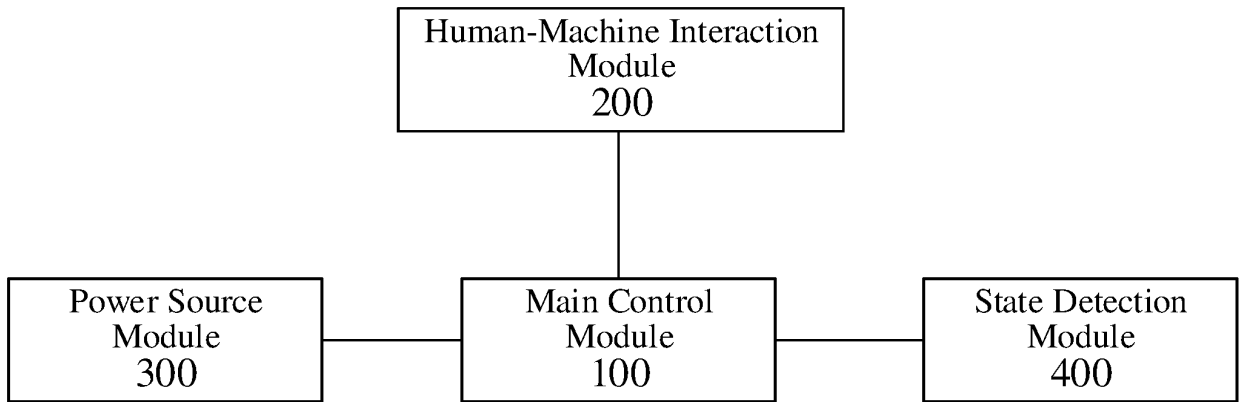 Human-Machine Interaction
Module
200
Power Source
Module
300
Main Control
Module
100
State Detection
Module
400